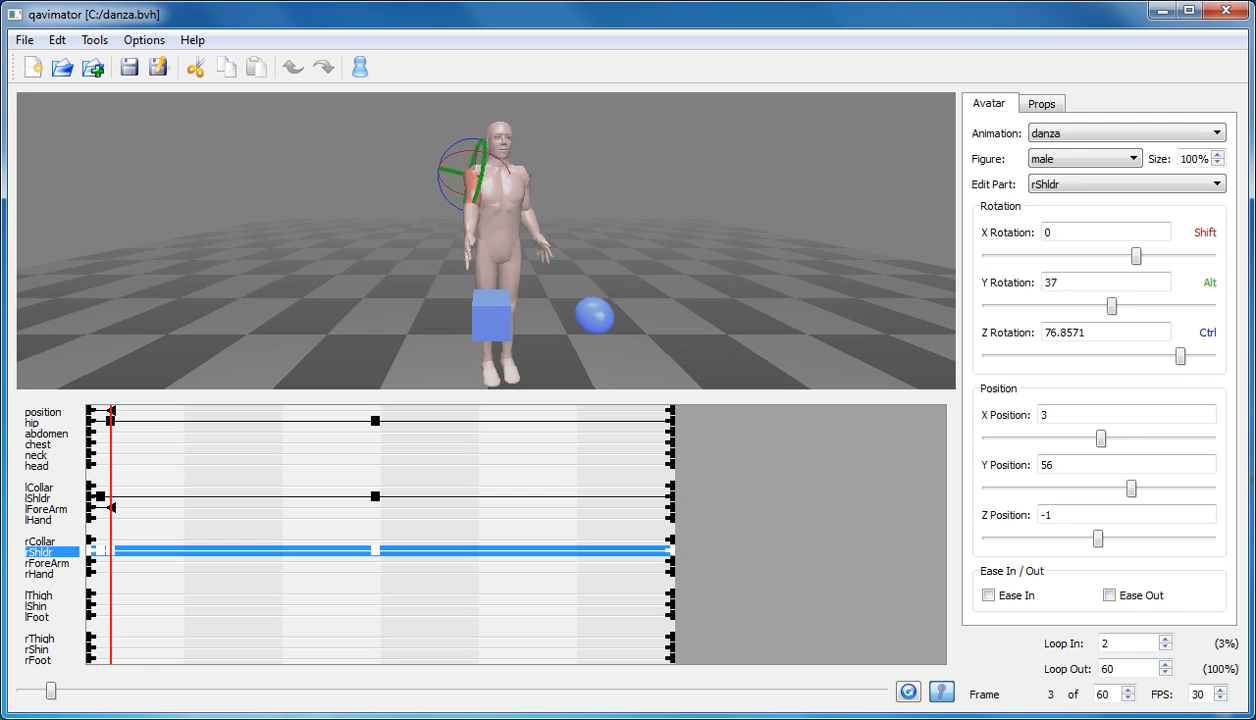 qavimator [C:/danza.bvh]
File Edt Tools Options Help
Avatar Props
Animation: danza
Figure: male Size: 100%
Edit Part: rShldr
Rotation
X Rotation: 0 Shift
Y Rotation: 37 Alt
Z Rotation: 76.8571 Ctrl
Position
X Position: 3
Y Position: 56
Z Position: -1
Ease In / Out
Ease In Ease Out
position
hip
abdomen
chest
neck
head
lCollar
lShldr
lForeArm
lHand
rCollar
rShldr
rForeArm
rHand
lThigh
lShin
lFoot
rThigh
rShin
rFoot
Loop In: 2 (3%)
Loop Out: 60 (100%)
Frame 3 of 60 FPS: 30